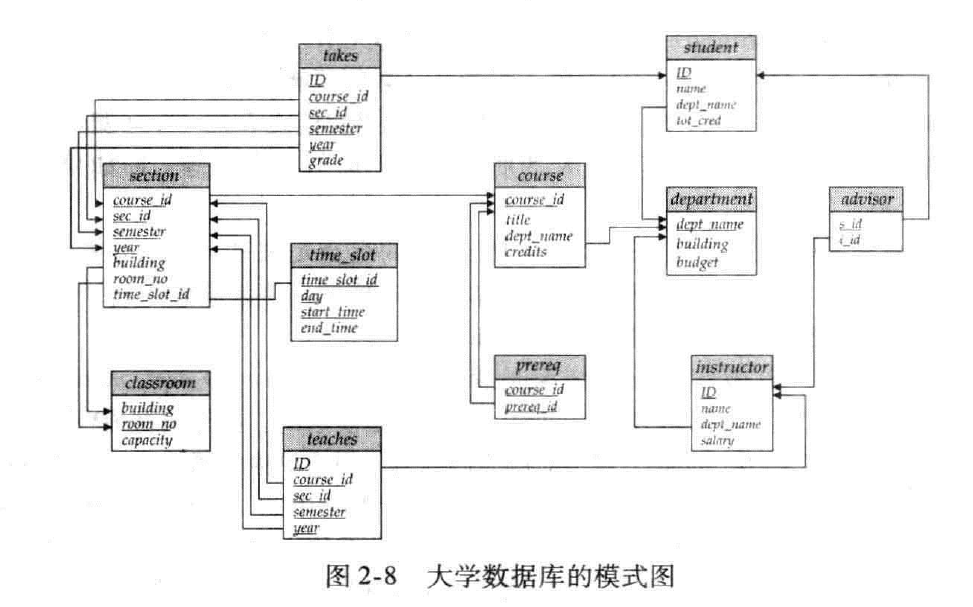 takes
ID
course_id
sec_id
semester
year
grade
student
ID
name
dept_name
tot_cred
section
course_id
sec_id
semester
year
building
room_no
time_slot_id
course
course_id
title
dept_name
credits
department
dept_name
building
budget
advisor
s_id
i_id
time_slot
time_slot_id
day
start_time
end_time
prereq
course_id
prereq_id
instructor
ID
name
dept_name
salary
classroom
building
room_no
capacity
teaches
ID
course_id
sec_id
semester
year
图 2-8 大学数据库的模式图